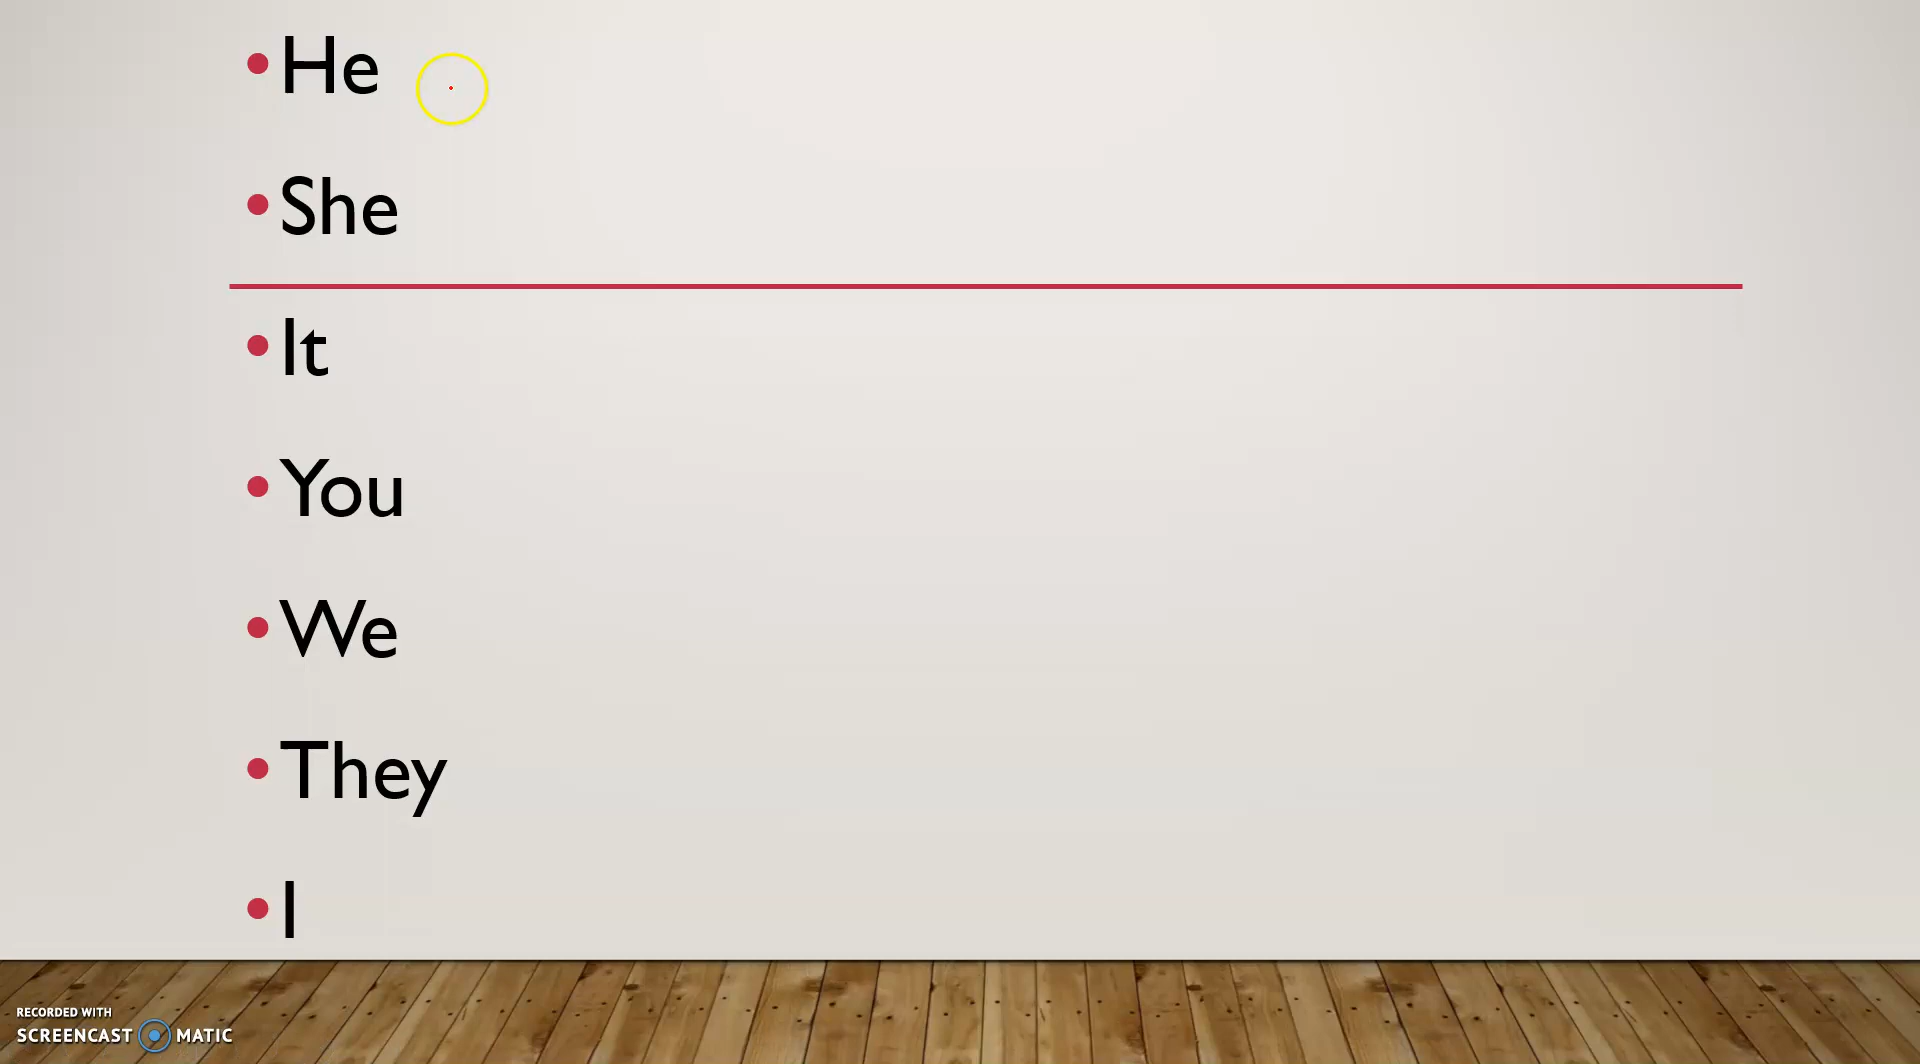 He
She
It
You
We
They
I
RECORDED WITH
SCREENCAST MATIC